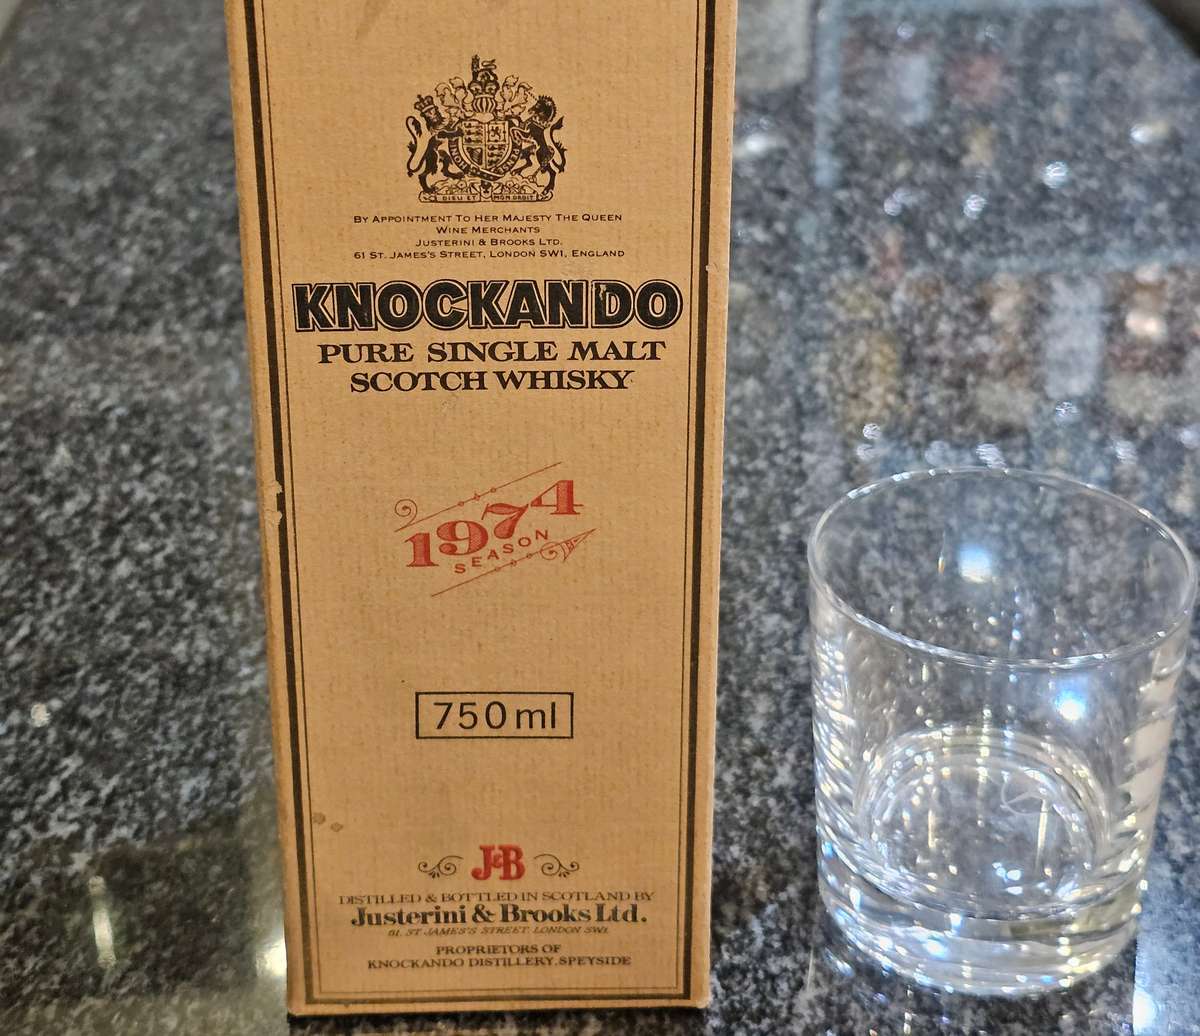 DIEU ET MON DROIT
BY APPOINTMENT TO HER MAJESTY THE QUEEN
WINE MERCHANTS
JUSTERINI & BROOKS LTD.
61 ST. JAMES'S STREET, LONDON SW1, ENGLAND
KNOCKANDO
PURE SINGLE MALT
SCOTCH WHISKY
1974
SEASON
750 ml
J&B
DISTILLED & BOTTLED IN SCOTLAND BY
Justerini & Brooks Ltd.
61, ST JAMES'S STREET, LONDON SW1.
PROPRIETORS OF
KNOCKANDO DISTILLERY, SPEYSIDE